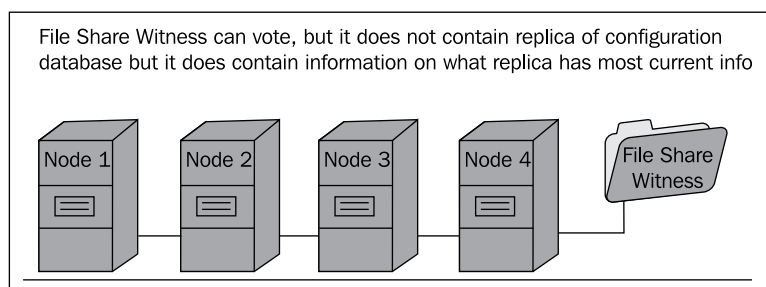 File Share Witness can vote, but it does not contain replica of configuration
database but it does contain information on what replica has most current info
Node 1
Node 2
Node 3
Node 4
File Share
Witness